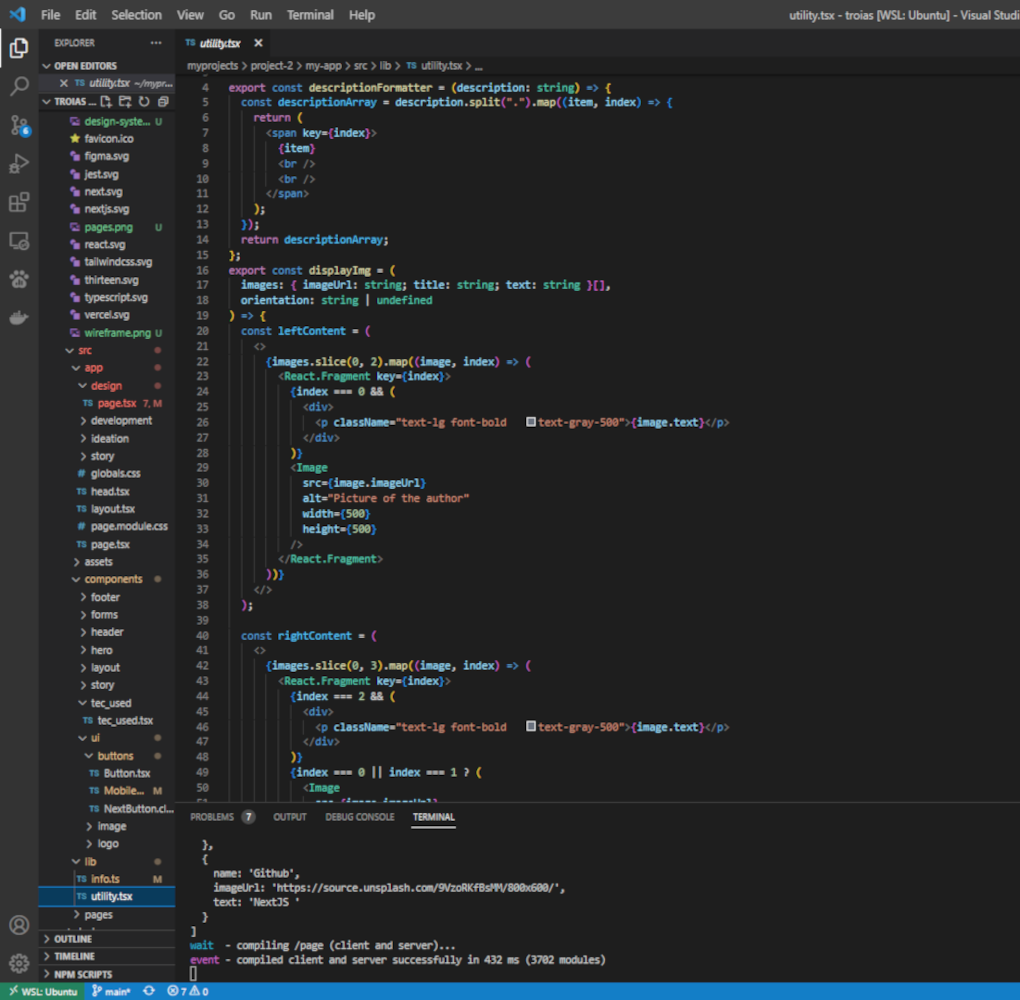 File Edit Selection View Go Run Terminal Help
utility.tsx - troias [WSL: Ubuntu] - Visual Studi
EXPLORER ...
OPEN EDITORS
TS utility.tsx ~/mypr...
TROIAS ...
design-syste... U
favicon.ico
figma.svg
jest.svg
next.svg
nextjs.svg
pages.png U
react.svg
tailwindcss.svg
thirteen.svg
typescript.svg
vercel.svg
wireframe.png U
src
app
design
TS page.tsx 7, M
development
ideation
story
# globals.css
TS head.tsx
TS layout.tsx
# page.module.css
TS page.tsx
assets
components
footer
forms
header
hero
layout
story
tec_used
TS tec_used.tsx
ui
buttons
TS Button.tsx
TS Mobile... M
TS NextButton.cl...
image
logo
lib
TS info.ts M
TS utility.tsx
pages
OUTLINE
TIMELINE
NPM SCRIPTS
TS utility.tsx
myprojects > project-2 > my-app > src > lib > TS utility.tsx > ...
4 export const descriptionFormatter = (description: string) => {
5 const descriptionArray = description.split(".").map((item, index) => {
6 return (
7 <span key={index}>
8 {item}
9 <br />
10 <br />
11 </span>
12 );
13 });
14 return descriptionArray;
15 };
16 export const displayImg = (
17 images: { imageUrl: string; title: string; text: string }[],
18 orientation: string | undefined
19 ) => {
20 const leftContent = (
21 <>
22 {images.slice(0, 2).map((image, index) => (
23 <React.Fragment key={index}>
24 {index === 0 && (
25 <div>
26 <p className="text-lg font-bold text-gray-500">{image.text}</p>
27 </div>
28 )}
29 <Image
30 src={image.imageUrl}
31 alt="Picture of the author"
32 width={500}
33 height={500}
34 />
35 </React.Fragment>
36 ))}
37 </>
38 );
39
40 const rightContent = (
41 <>
42 {images.slice(0, 3).map((image, index) => (
43 <React.Fragment key={index}>
44 {index === 2 && (
45 <div>
46 <p className="text-lg font-bold text-gray-500">{image.text}</p>
47 </div>
48 )}
49 {index === 0 || index === 1 ? (
50 <Image
PROBLEMS 7 OUTPUT DEBUG CONSOLE TERMINAL
},
{
name: 'Github',
imageUrl: 'https://source.unsplash.com/9VzoRKfBsMM/800x600/',
text: 'NextJS '
}
]
wait - compiling /page (client and server)...
event - compiled client and server successfully in 432 ms (3702 modules)
WSL: Ubuntu main* 7 0